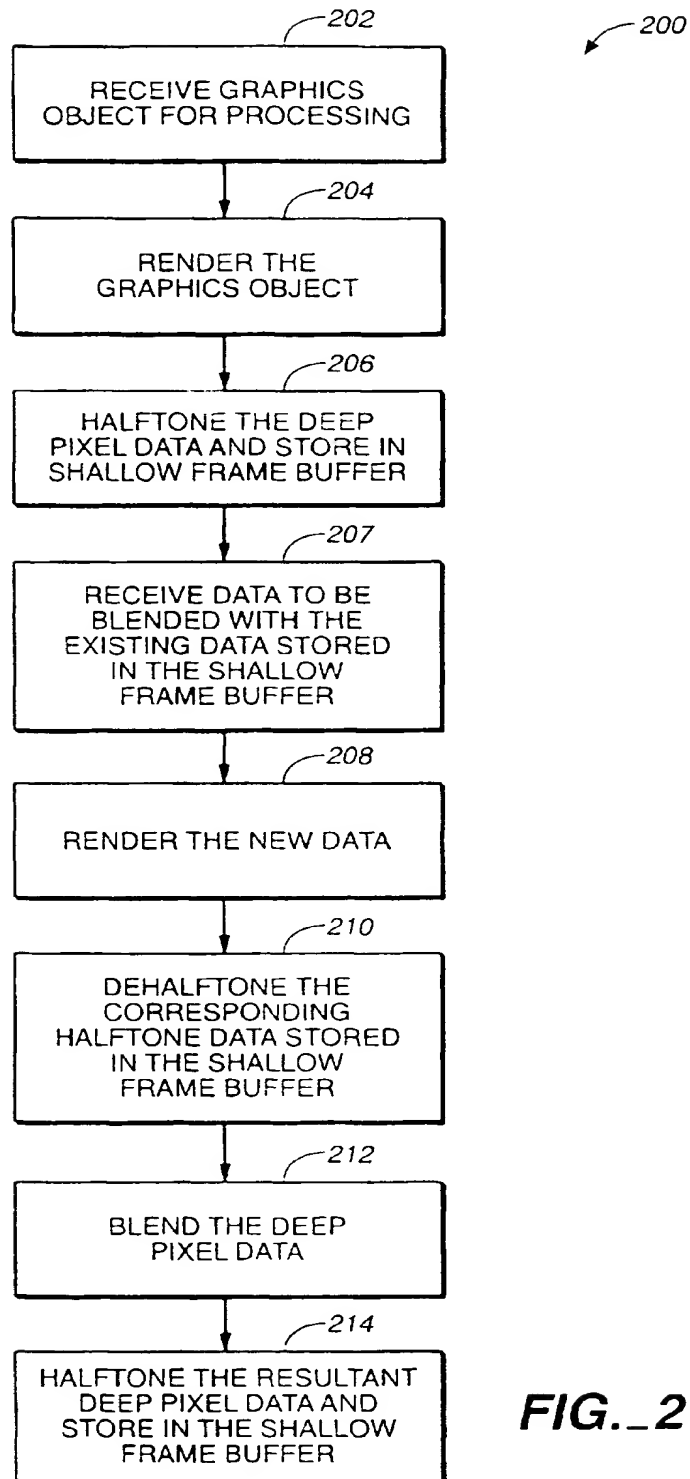 202
200
RECEIVE GRAPHICS
OBJECT FOR PROCESSING
204
RENDER THE
GRAPHICS OBJECT
206
HALFTONE THE DEEP
PIXEL DATA AND STORE IN
SHALLOW FRAME BUFFER
207
RECEIVE DATA TO BE
BLENDED WITH THE
EXISTING DATA STORED
IN THE SHALLOW
FRAME BUFFER
208
RENDER THE NEW DATA
210
DEHALFTONE THE
CORRESPONDING
HALFTONE DATA STORED
IN THE SHALLOW
FRAME BUFFER
212
BLEND THE DEEP
PIXEL DATA
214
HALFTONE THE RESULTANT
DEEP PIXEL DATA AND
STORE IN THE SHALLOW
FRAME BUFFER
FIG._2